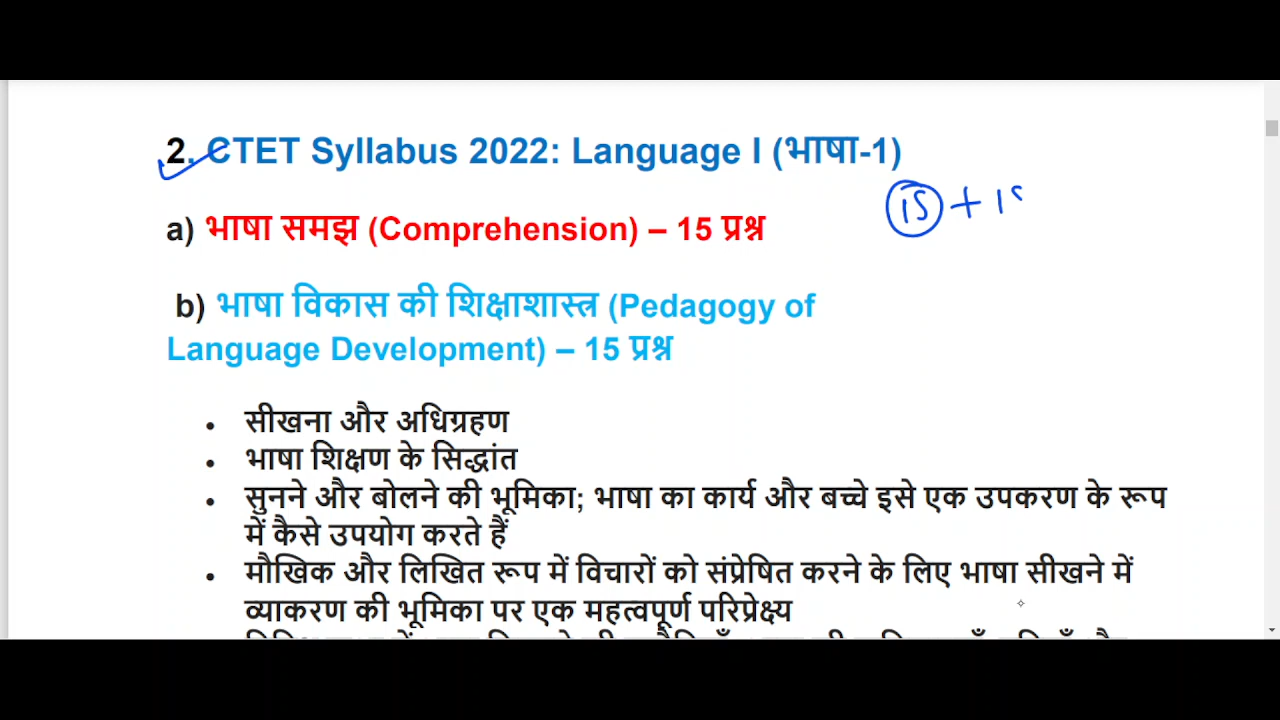 2. CTET Syllabus 2022: Language I (भाषा-1)
15 + 15
a) भाषा समझ (Comprehension) – 15 प्रश्न
b) भाषा विकास की शिक्षाशास्त्र (Pedagogy of
Language Development) – 15 प्रश्न
• सीखना और अधिग्रहण
• भाषा शिक्षण के सिद्धांत
• सुनने और बोलने की भूमिका; भाषा का कार्य और बच्चे इसे एक उपकरण के रूप
में कैसे उपयोग करते हैं
• मौखिक और लिखित रूप में विचारों को संप्रेषित करने के लिए भाषा सीखने में
व्याकरण की भूमिका पर एक महत्वपूर्ण परिप्रेक्ष्य